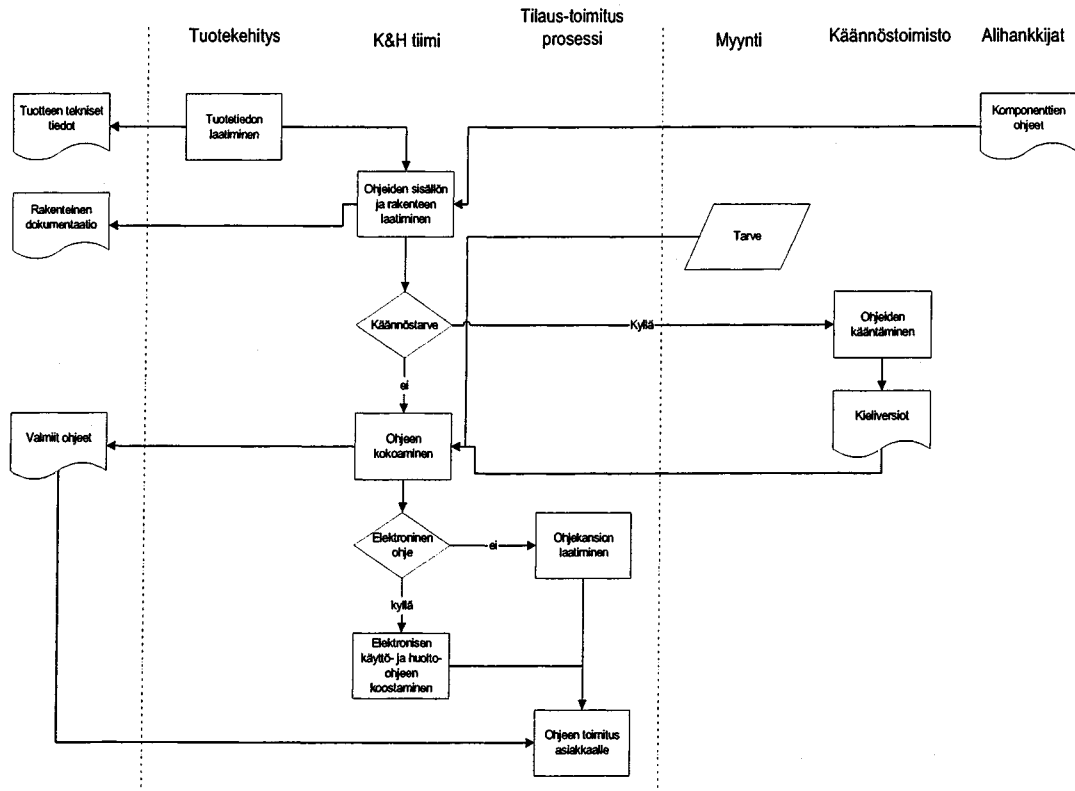 Tuotekehitys
K&H tiimi
Tilaus-toimitus
prosessi
Myynti
Käännöstoimisto
Alihankkijat
Tuotteen tekniset
tiedot
Tuotetiedon
laatiminen
Komponenttien
ohjeet
Ohjeiden sisällön
ja rakenteen
laatiminen
Rakenteinen
dokumentaatio
Tarve
Käännöstarve
Kyllä
Ohjeiden
kääntäminen
ei
Kieliversiot
Valmiit ohjeet
Ohjeen
kokoaminen
Elektroninen
ohje
ei
Ohjekansion
laatiminen
kyllä
Elektronisen
käyttö- ja huolto-
ohjeen
koostaminen
Ohjeen toimitus
asiakkaalle